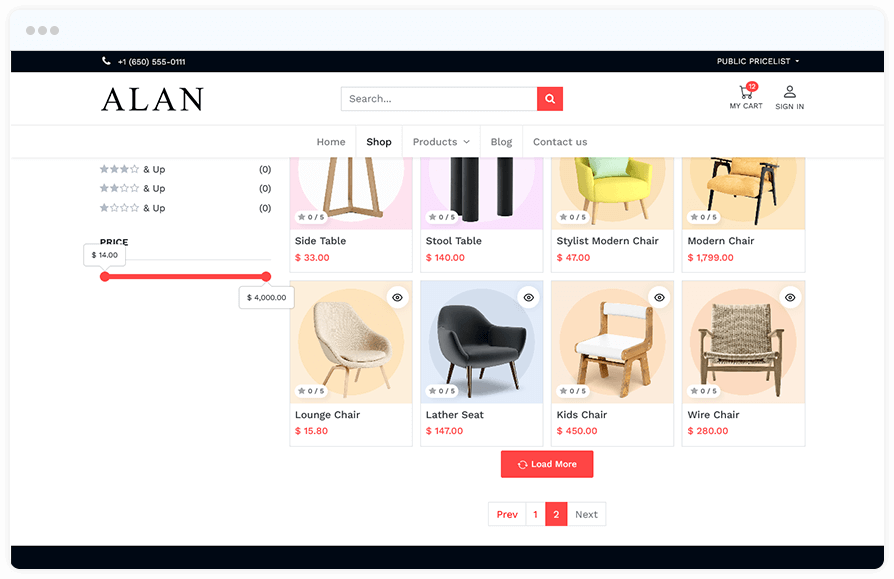 +1 (650) 555-0111
PUBLIC PRICELIST
ALAN
Search...
12
MY CART
SIGN IN
Home
Shop
Products
Blog
Contact us
& Up
(0)
& Up
(0)
& Up
(0)
PRICE
$ 14.00
$ 4,000.00
0 / 5
0 / 5
0 / 5
0 / 5
Side Table
Stool Table
Stylist Modern Chair
Modern Chair
$ 33.00
$ 140.00
$ 47.00
$ 1,799.00
0 / 5
0 / 5
0 / 5
0 / 5
Lounge Chair
Lather Seat
Kids Chair
Wire Chair
$ 15.80
$ 147.00
$ 450.00
$ 280.00
Load More
Prev
1
2
Next